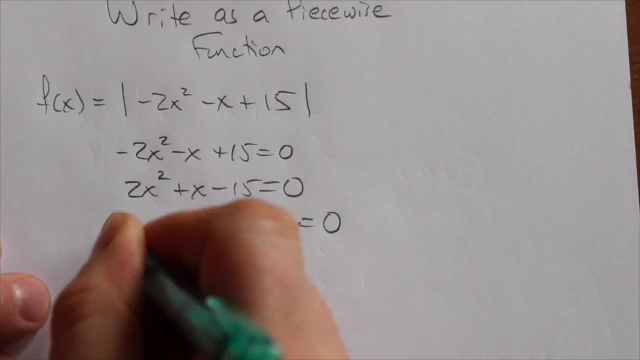 Write as a Piecewise
Function
f(x) = | -2x² - x + 15 |
-2x² - x + 15 = 0
2x² + x - 15 = 0
= 0